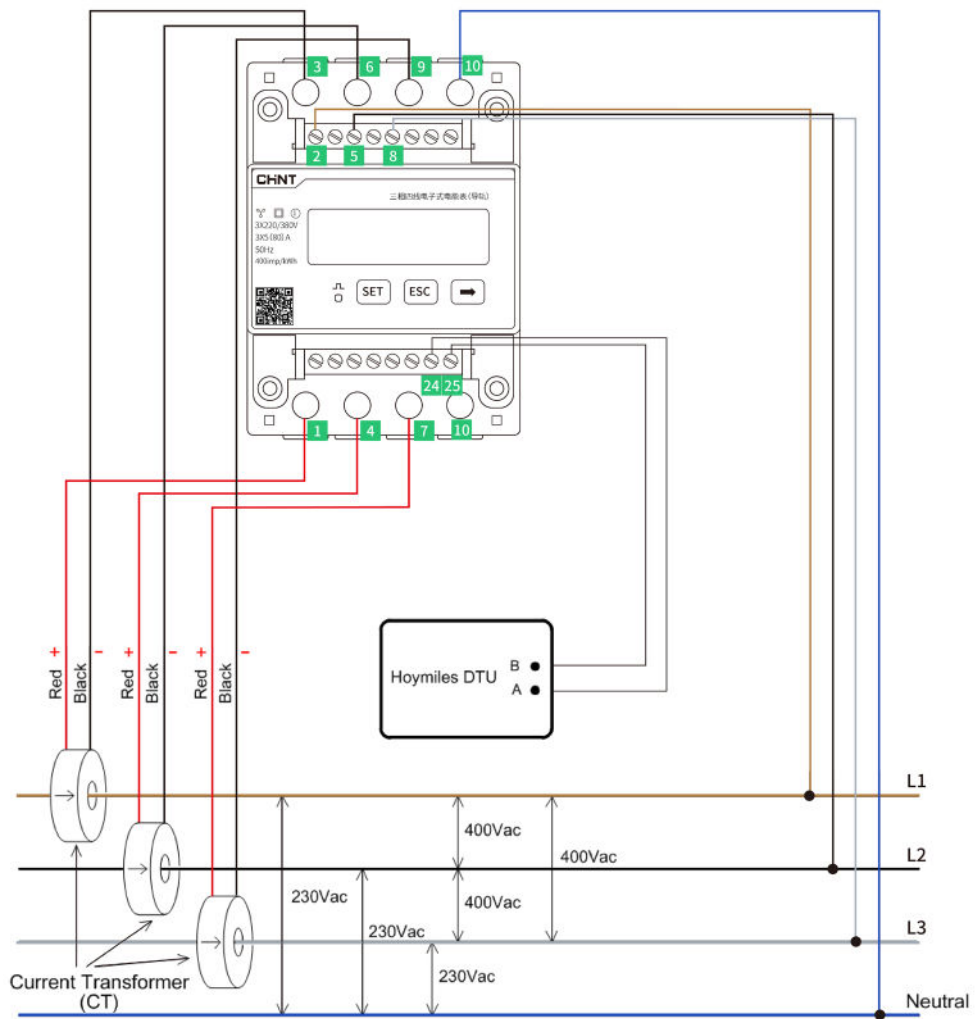 3 6 9 10
2 5 8
CHNT
三相四线电子式电能表(导轨)
3X220/380V
3X5(80)A
50Hz
400imp/kWh
SET ESC
24 25
1 4 7 10
Red + Black - Red + Black - Red + Black -
Hoymiles DTU
B
A
L1
400Vac
400Vac
L2
230Vac
400Vac
230Vac
L3
230Vac
Current Transformer
(CT)
Neutral